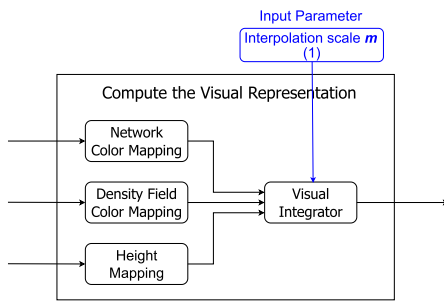 Input Parameter
Interpolation scale m
(1)
Compute the Visual Representation
Network
Color Mapping
Density Field
Color Mapping
Visual
Integrator
Height
Mapping